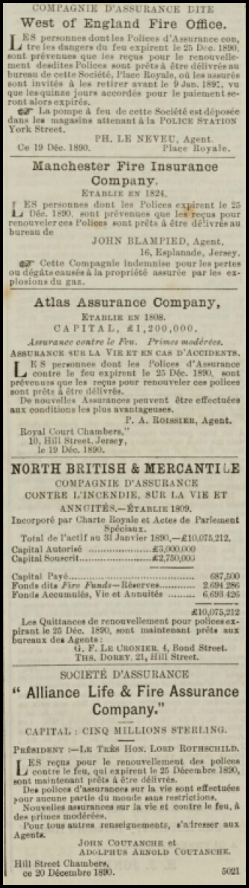 COMPAGNIE D'ASSURANCE DITE
West of England Fire Office.
LES personnes dont les Polices d'Assurance con-
tre les dangers du feu expirent le 25 Déc. 1890,
sont prévenues que les reçus pour le renouvelle-
ment desdites Polices sont prêts à être délivrés au
bureau de cette Société, Place Royale, où les assurés
sont invités à les retirer avant le 9 Jan. 1891, vu
que les quinze jours accordés pour le paiement se-
ront alors expirés.
☞ La pompe à feu de cette Société est déposée
dans les magasins attenant à la POLICE STATION
York Street.
PH. LE NEVEU, Agent.
Ce 19 Déc. 1890. Place Royale.
Manchester Fire Insurance
Company.
ETABLIE EN 1824.
LES personnes dont les Polices expirent le 25
Déc. 1890, sont prévenues que les reçus pour
renouveler ces Polices sont prêts à être délivrés au
bureau de
JOHN BLAMPIED, Agent,
16, Esplanade, Jersey.
☞ Cette Compagnie indemnise pour les pertes
ou dégâts causés à la propriété assurée par les ex-
plosions du gaz.
Atlas Assurance Company,
ETABLIE EN 1808.
CAPITAL, £1,200,000.
Assurance contre le Feu. Primes modérées.
ASSURANCE SUR LA VIE ET EN CAS D'ACCIDENTS.
LES personnes dont les Polices d'Assurance
contre le feu expirent le 25 Déc. 1890, sont
prévenues que les reçus pour renouveler ces polices
sont prêts à être délivrés.
De nouvelles Assurances peuvent être effectuées
aux conditions les plus avantageuses.
P. A. ROISSIER, Agent.
Royal Court Chambers,"
10, Hill Street, Jersey,
le 19 Déc. 1890.
NORTH BRITISH & MERCANTILE
COMPAGNIE D'ASSURANCE
CONTRE L'INCENDIE, SUR LA VIE ET
ANNUITÉS.—ÉTABLIE 1809.
Incorporé par Charte Royale et Actes de Parlement
Spéciaux.
Total de l'actif au 31 Janvier 1890,—£10,075,212.
Capital Autorisé ..................£3,000,000
Capital Souscrit..................£2,750,000
Capital Payé.................................. 687,500
Fonds dits Fire Funds—Réserves............ 2,694,286
Fonds Accumulés, Vie et Annuités ........ 6,693,426
£10,075,212
Les Quittances de renouvellement pour polices ex-
pirant le 25 Déc. 1890, sont maintenant prêts aux
bureaux des Agents:
G. F. LE CRONIER, 4, Bond Street.
THS. DOREY, 21, Hill Street.
SOCIÉTÉ D'ASSURANCE
" Alliance Life & Fire Assurance
Company."
CAPITAL : CINQ MILLIONS STERLING.
PRÉSIDENT :—LE TRÈS HON. LORD ROTHSCHILD.
LES reçus pour le renouvellement des polices
contre le feu, qui expirent le 25 Décembre 1890,
sont maintenant prêts à être délivrés.
Des polices d'assurances sur la vie sont effectuées
pour aucune partie du monde sans restrictions.
Nouvelles assurances sur la vie et contre le feu, à
des primes modérées.
Pour tous autres renseignements, s'adresser aux
Agents.
JOHN COUTANCHE et
ADOLPHUS ARNOLD COUTANCHE.
Hill Street Chambers,
ce 20 Décembre 1890. 5021